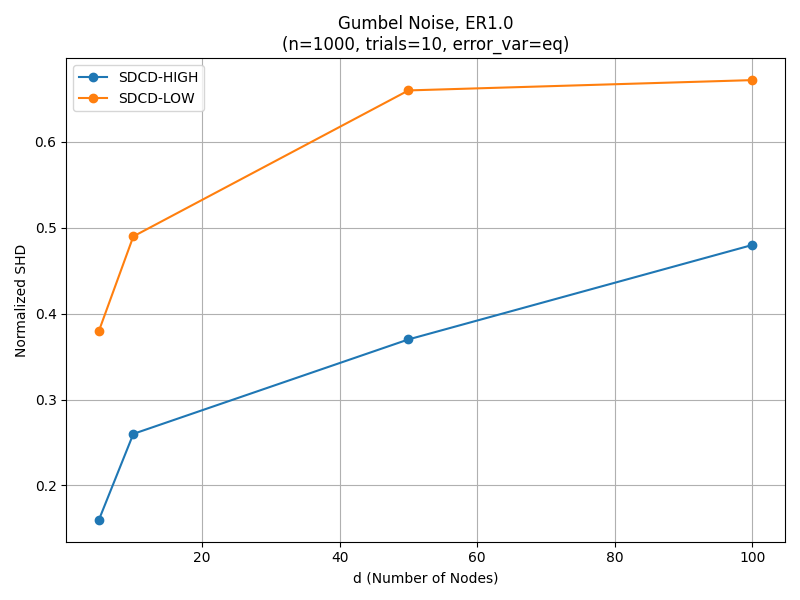 Gumbel Noise, ER1.0
(n=1000, trials=10, error_var=eq)
SDCD-HIGH
SDCD-LOW
Normalized SHD
0.6
0.5
0.4
0.3
0.2
20 40 60 80 100
d (Number of Nodes)